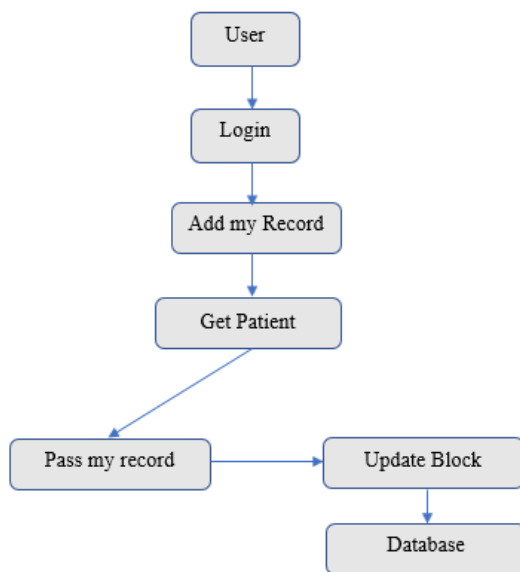 User
Login
Add my Record
Get Patient
Pass my record
Update Block
Database